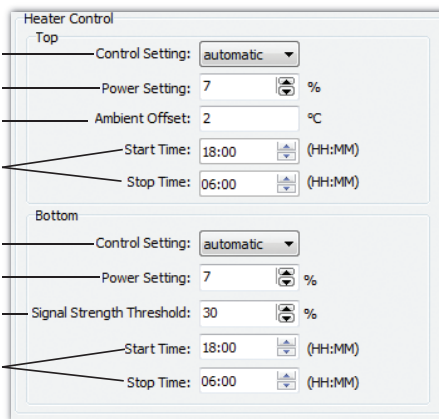 Heater Control
Top
Control Setting: automatic
Power Setting: 7 %
Ambient Offset: 2 ºC
Start Time: 18:00 (HH:MM)
Stop Time: 06:00 (HH:MM)
Bottom
Control Setting: automatic
Power Setting: 7 %
Signal Strength Threshold: 30 %
Start Time: 18:00 (HH:MM)
Stop Time: 06:00 (HH:MM)